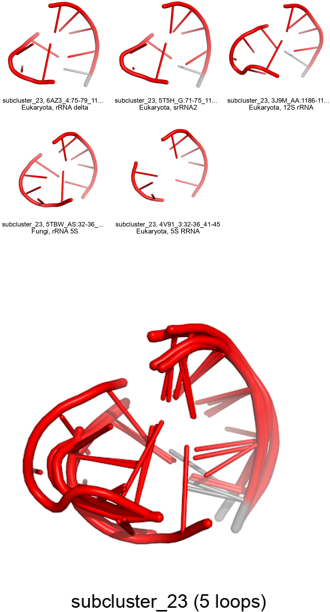 subcluster_23, 6AZ3_4:75-79_11...
Eukaryota, rRNA delta
subcluster_23, 5T5H_G:71-75_11...
Eukaryota, srRNA2
subcluster_23, 3J9M_AA:1186-11...
Eukaryota, 12S rRNA
subcluster_23, 5TBW_AS:32-36_...
Fungi, rRNA 5S
subcluster_23, 4V91_3:32-36_41-45
Eukaryota, 5S RRNA
subcluster_23 (5 loops)